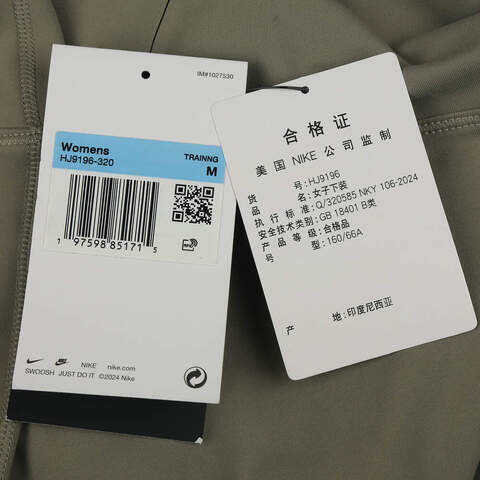 IM#1027530
Womens
HJ9196-320
TRAINNG
M
1 97598 85171 5
RFID
NIKE nike.com
SWOOSH JUST DO IT ©2024 Nike
合格证
美国 NIKE 公司监制
货号:HJ9196
名:女子下装
执行标准:Q/320585 NKY 106-2024
安全技术类别:GB 18401 B类
产品等级:合格品
号型:160/66A
产地:印度尼西亚